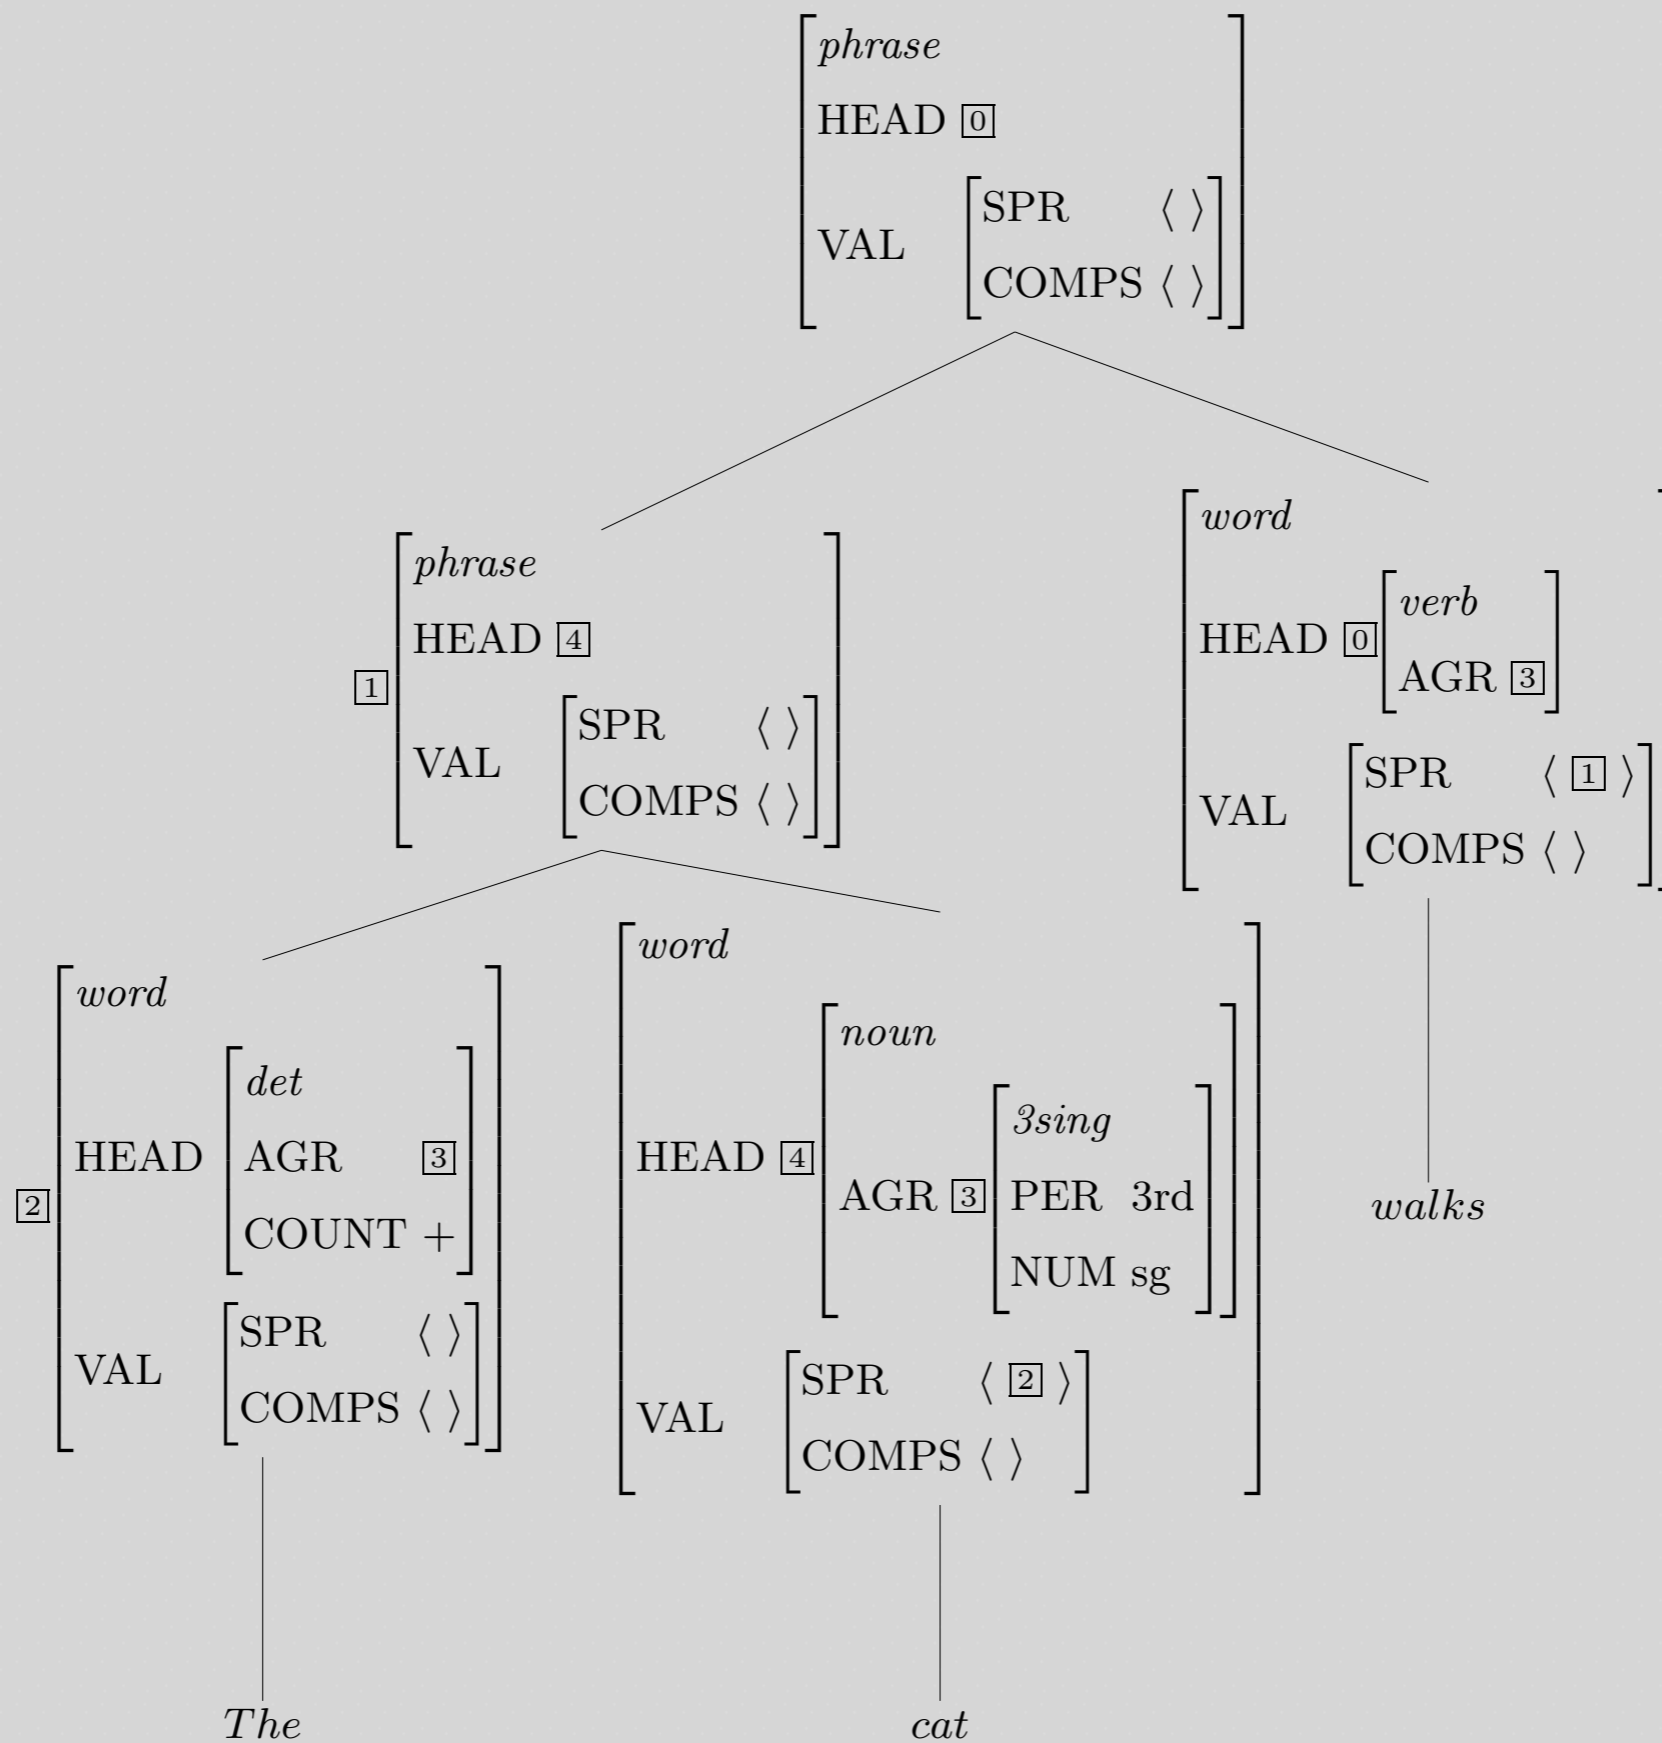 phrase
HEAD 0
VAL
SPR ⟨ ⟩
COMPS ⟨ ⟩
1
phrase
HEAD 4
VAL
SPR ⟨ ⟩
COMPS ⟨ ⟩
word
HEAD 0
verb
AGR 3
VAL
SPR ⟨ 1 ⟩
COMPS ⟨ ⟩
2
word
HEAD
det
AGR 3
COUNT +
VAL
SPR ⟨ ⟩
COMPS ⟨ ⟩
word
HEAD 4
noun
AGR 3
3sing
PER 3rd
NUM sg
VAL
SPR ⟨ 2 ⟩
COMPS ⟨ ⟩
walks
The
cat